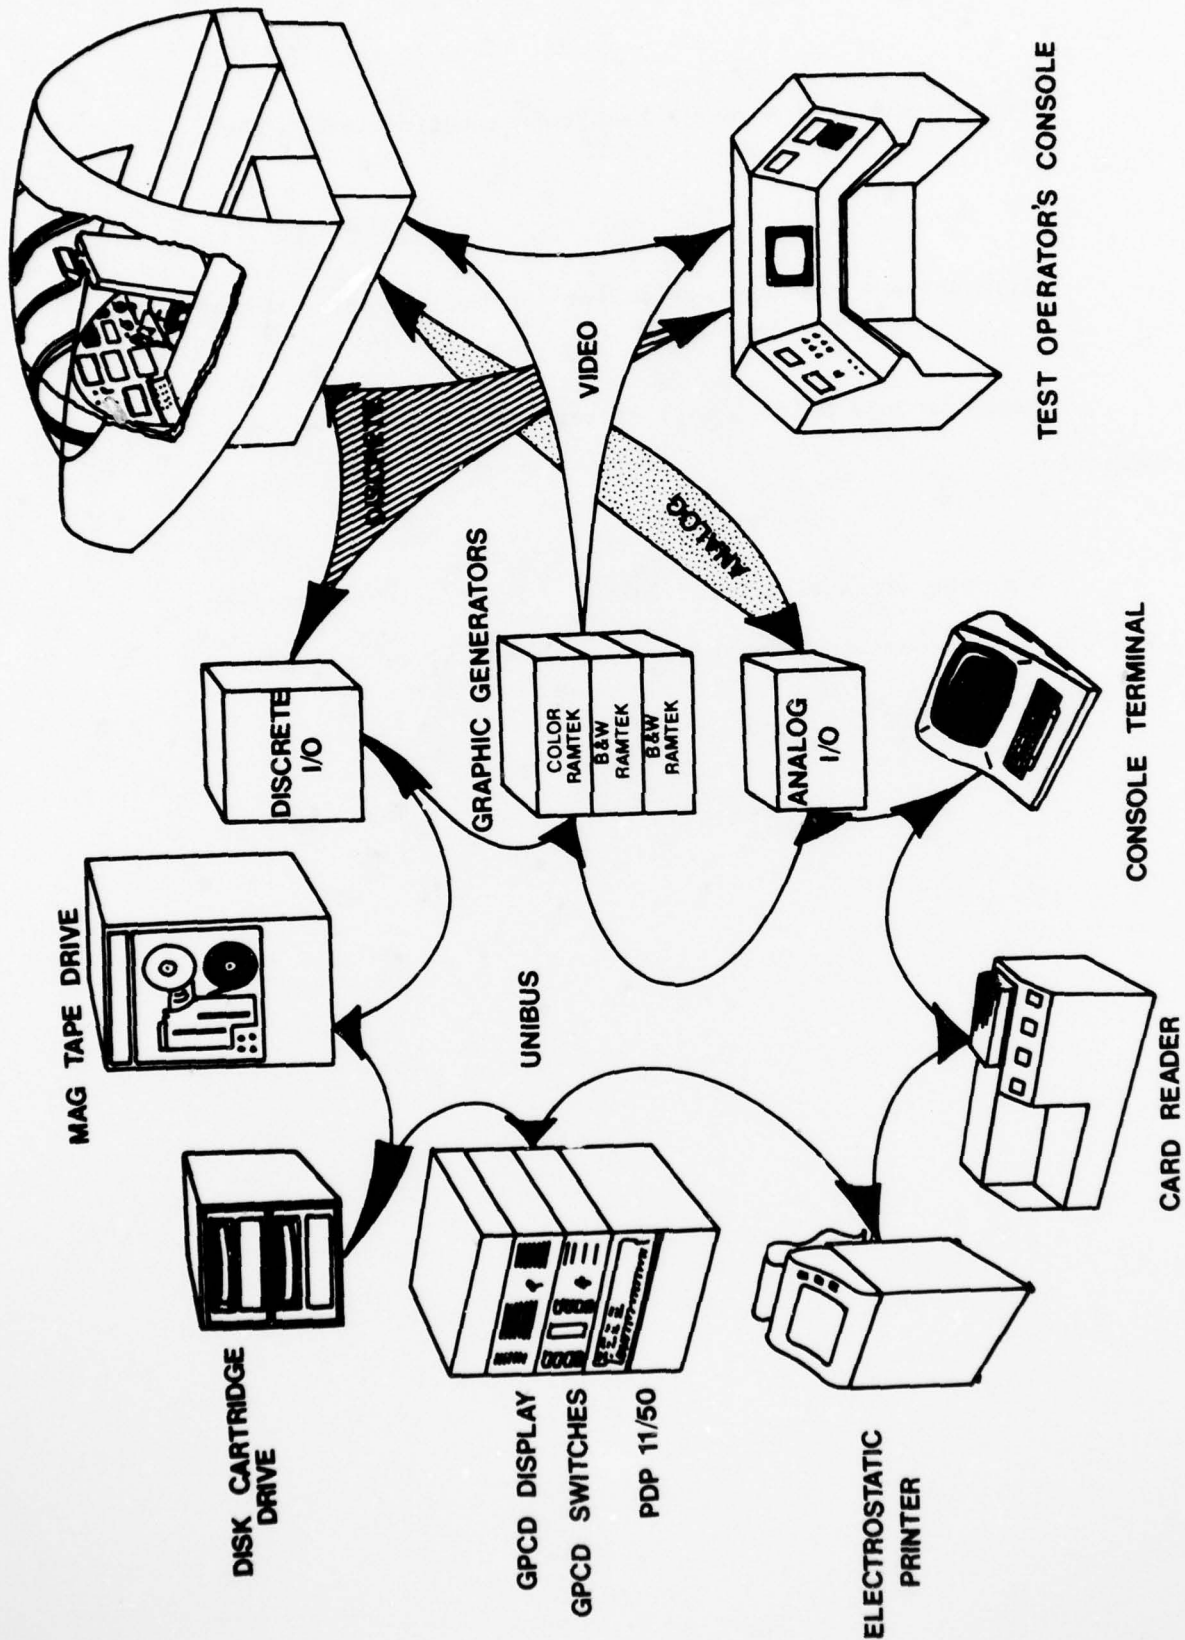 DISK CARTRIDGE
DRIVE
MAG TAPE DRIVE
DISCRETE
I/O
DISCRETE
GPCD DISPLAY
GPCD SWITCHES
PDP 11/50
UNIBUS
GRAPHIC GENERATORS
COLOR
RAMTEK
B&W
RAMTEK
B&W
RAMTEK
VIDEO
ANALOG
ANALOG
I/O
ELECTROSTATIC
PRINTER
CARD READER
CONSOLE TERMINAL
TEST OPERATOR'S CONSOLE